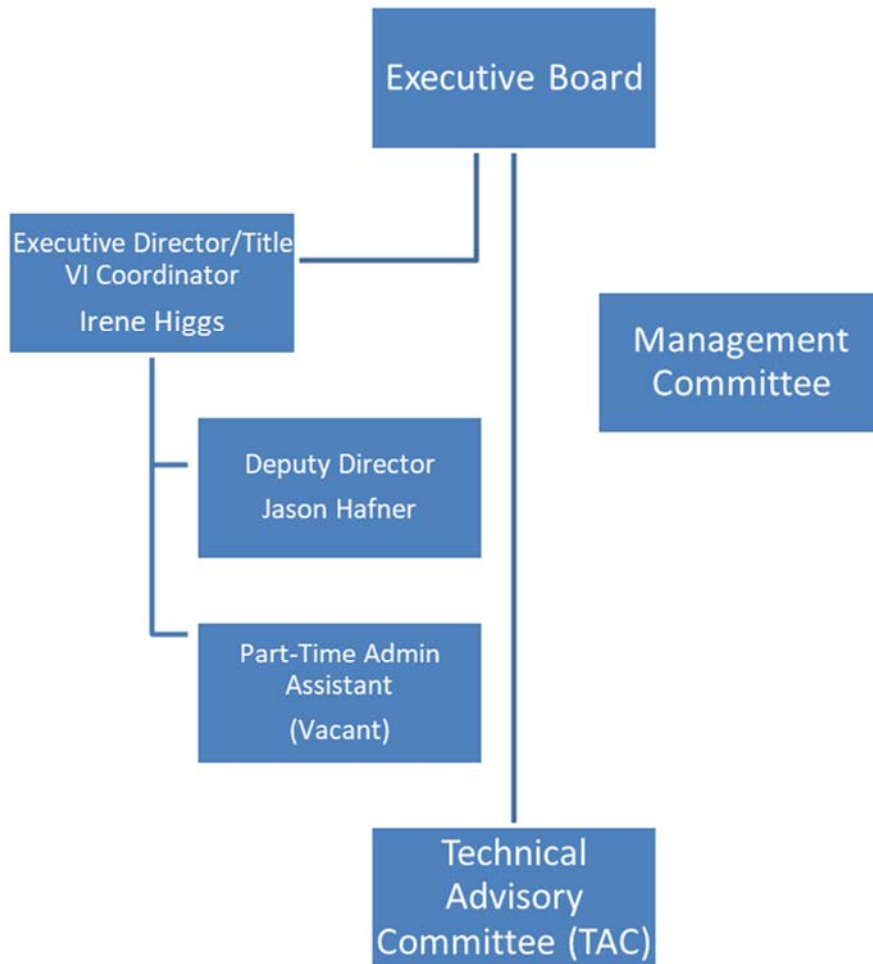 Executive Board
Executive Director/Title
VI Coordinator
Irene Higgs
Management
Committee
Deputy Director
Jason Hafner
Part-Time Admin
Assistant
(Vacant)
Technical
Advisory
Committee (TAC)